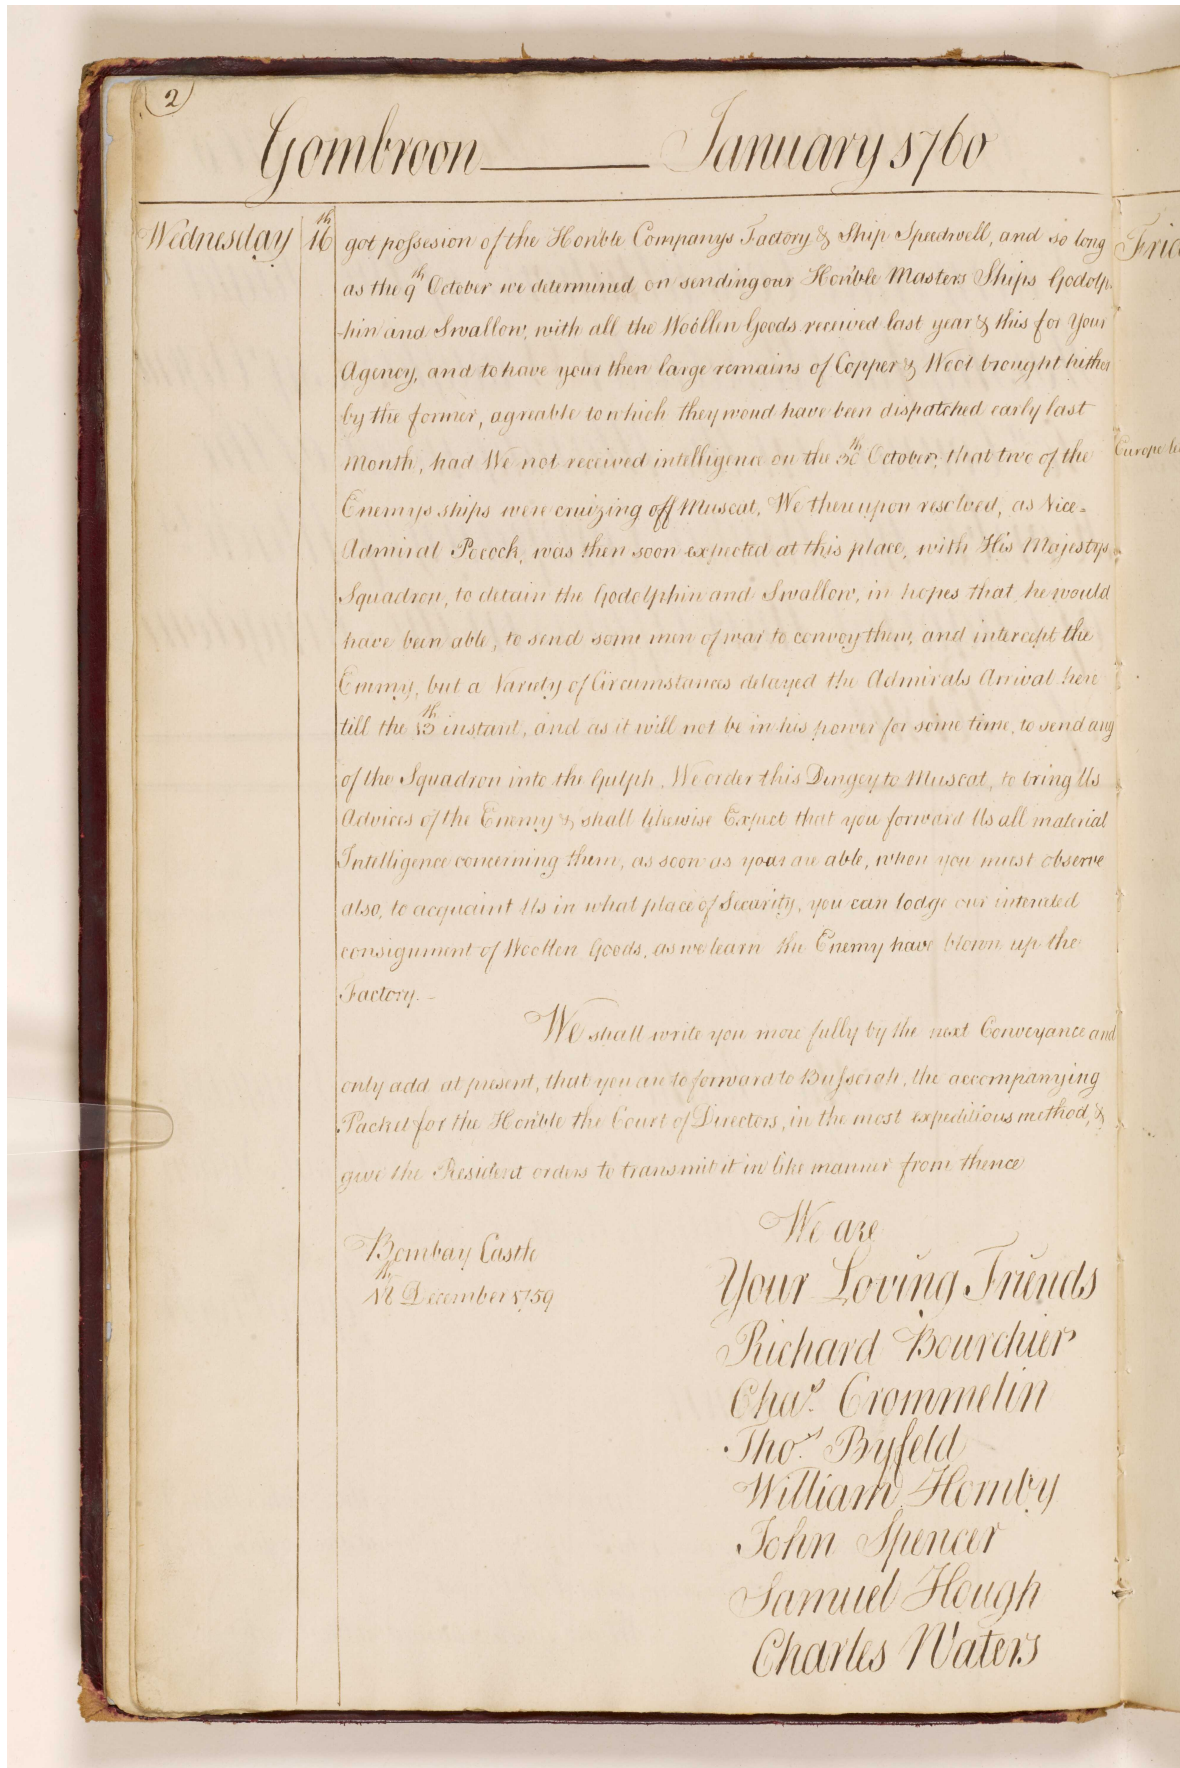 2
Gombroon January 1760
Wednesday 16th got possesion of the Honble Companys Factory & Ship Speedwell, and so long
as the 9th October we determined on sending our Honble Masters Ships Godolp
-hin and Swallow, with all the Woollen Goods received last year & this for Your
Agency, and to have your then large remains of Copper & Wool brought hither
by the former, agreable to which they woud have been dispatched early last
Month, had We not received intelligence on the October, that two of the
Enemys ships were cruizing off Muscat, We thereupon resolved, as Vice-
Admiral Pocock, was then soon expected at this place, with His Majestys
Squadron, to detain the Godolphin and Swallow, in hopes that he would
have been able, to send some men of war to convoy them, and intercept the
Enemy, but a Variety of Circumstances delayed the Admirals Arrival here
till the 13th instant, and as it will not be in his power for some time, to send any
of the Squadron into the Gulph, We order this Dingey to Muscat, to bring Us
Advices of the Enemy & shall likewise Expect that you forward Us all material
Intelligence concerning them, as soon as you are able, when you must observe
also, to acquaint Us in what place of Security, you can lodge our intended
consignment of Woollen Goods, as we learn the Enemy have blown up the
Factory.-
We shall write you more fully by the next Conveyance and
only add at present, that you are to forward to Bussorah, the accompanying
Packet for the Honble the Court of Directors, in the most expeditious method, &
give the Resident orders to transmit it in like manner from thence
We are
Bombay Castle
December 1759
Your Loving Friends
Richard Bourchier
Chas. Crommelin
Thos. Byfeld
William Hornby
John Spencer
Samuel Hough
Charles Waters
Europe